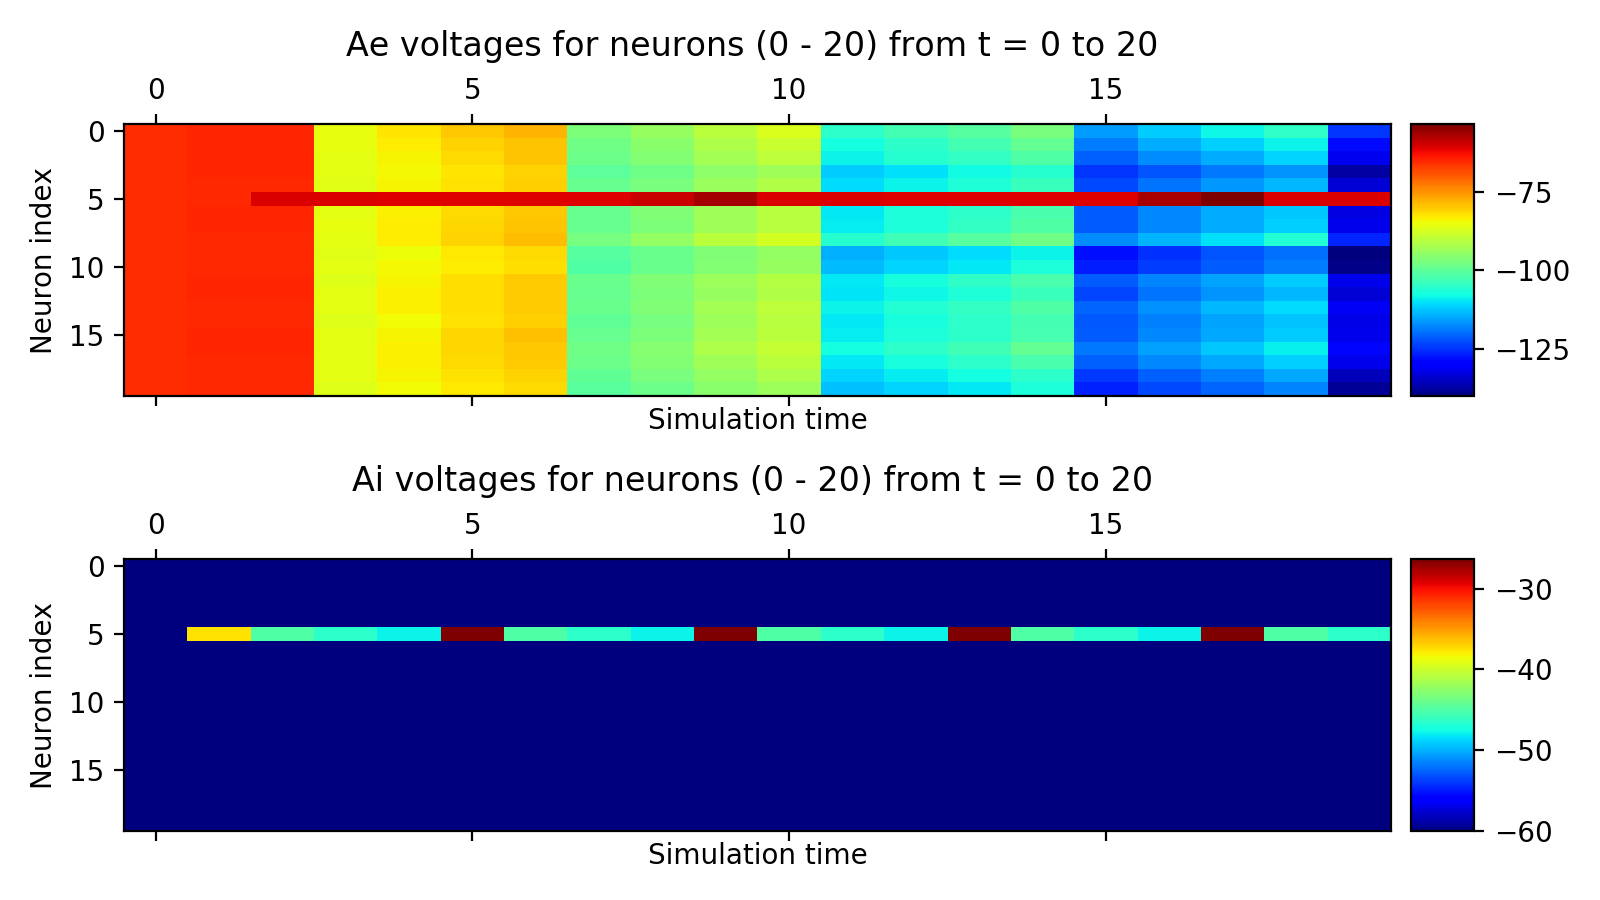 Ae voltages for neurons (0 - 20) from t = 0 to 20
0 5 10 15
Neuron index
0
5
10
15
Simulation time
−75
−100
−125
Ai voltages for neurons (0 - 20) from t = 0 to 20
0 5 10 15
Neuron index
0
5
10
15
Simulation time
−30
−40
−50
−60